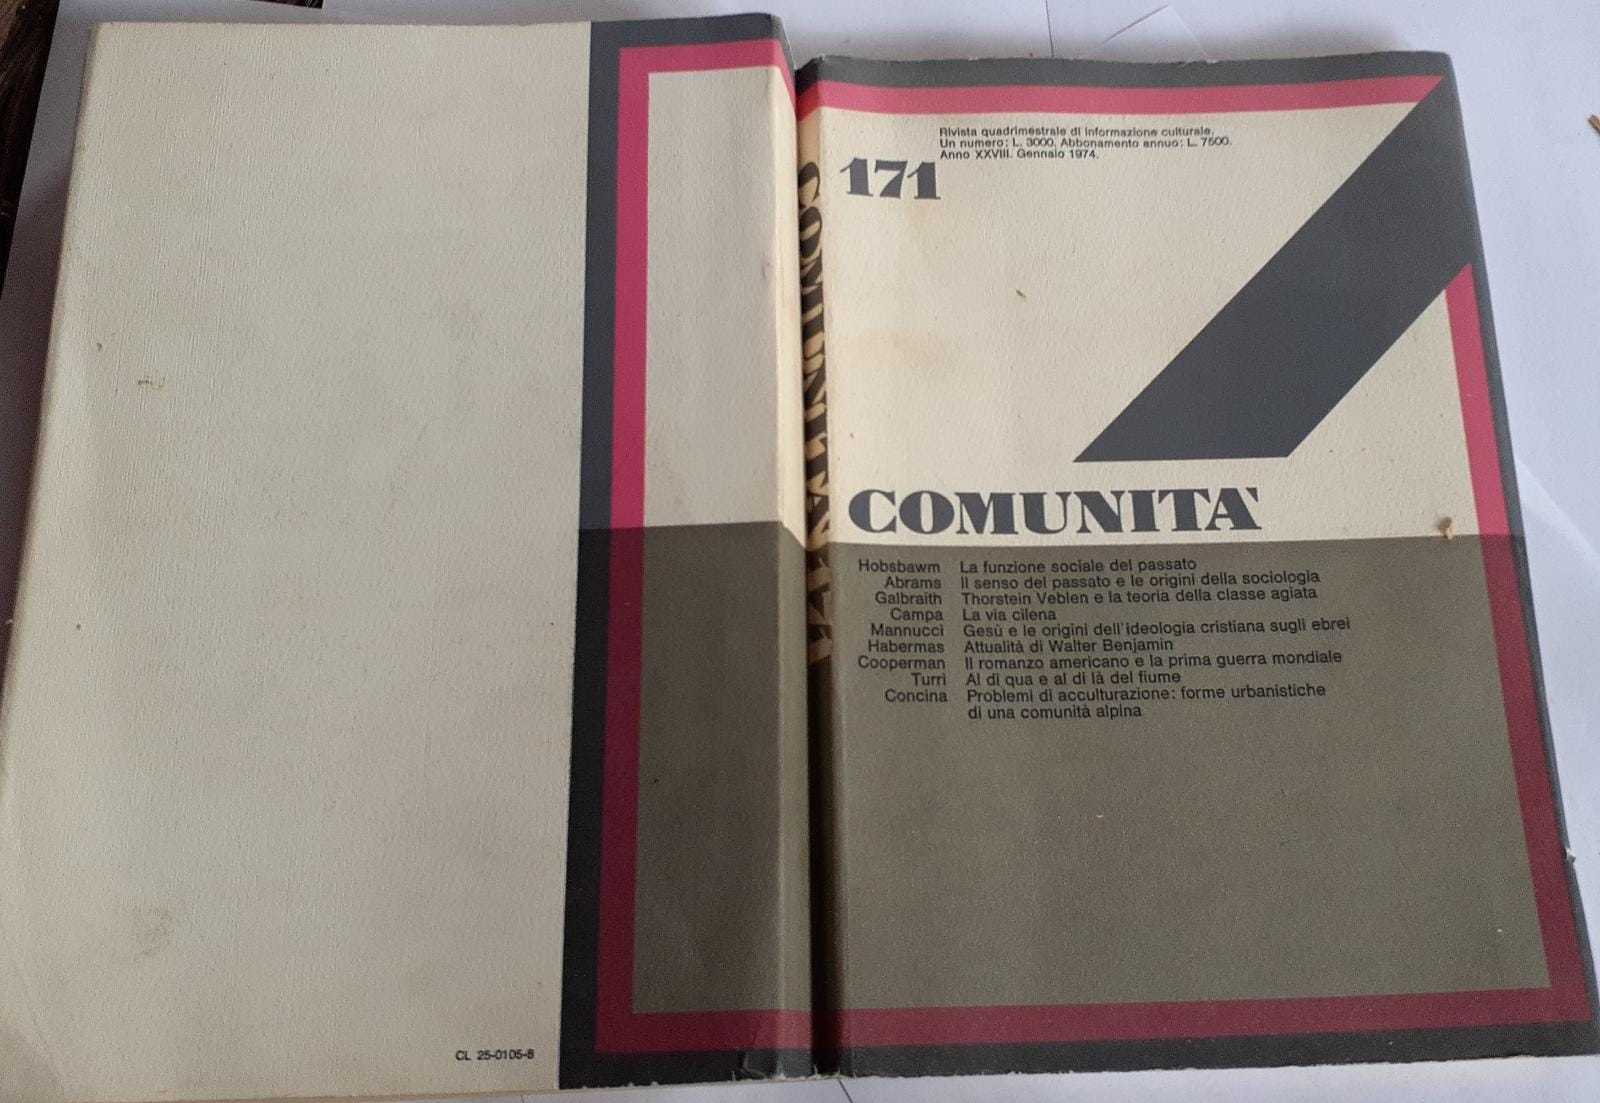 Rivista quadrimestrale di informazione culturale.
Un numero: L. 3000. Abbonamento annuo: L. 7500.
Anno XXVIII. Gennaio 1974.
171
COMUNITA'
COMUNITA'
Hobsbawm La funzione sociale del passato
Abrams Il senso del passato e le origini della sociologia
Galbraith Thorstein Veblen e la teoria della classe agiata
Campa La via cilena
Mannucci Gesù e le origini dell'ideologia cristiana sugli ebrei
Habermas Attualità di Walter Benjamin
Cooperman Il romanzo americano e la prima guerra mondiale
Turri Al di qua e al di là del fiume
Concina Problemi di acculturazione: forme urbanistiche
di una comunità alpina
CL 25-0105-8